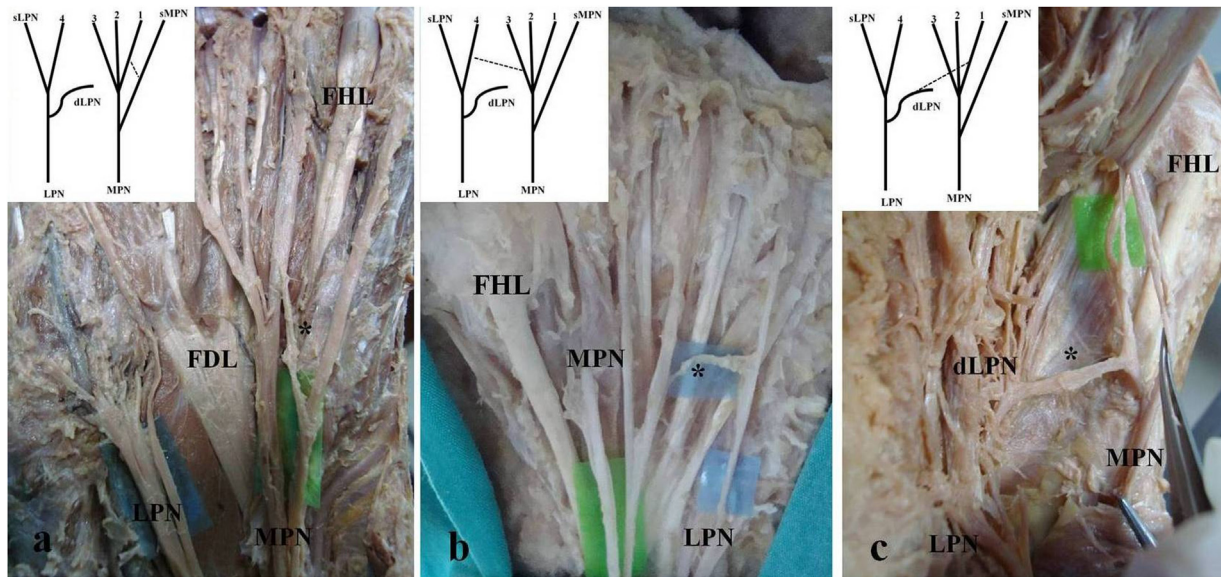 sLPN 4 3 2 1 sMPN
dLPN
LPN MPN
FHL
FDL
*
LPN
MPN
a
sLPN 4 3 2 1 sMPN
dLPN
LPN MPN
FHL
MPN
*
LPN
b
sLPN 4 3 2 1 sMPN
dLPN
LPN MPN
FHL
dLPN
*
MPN
LPN
c